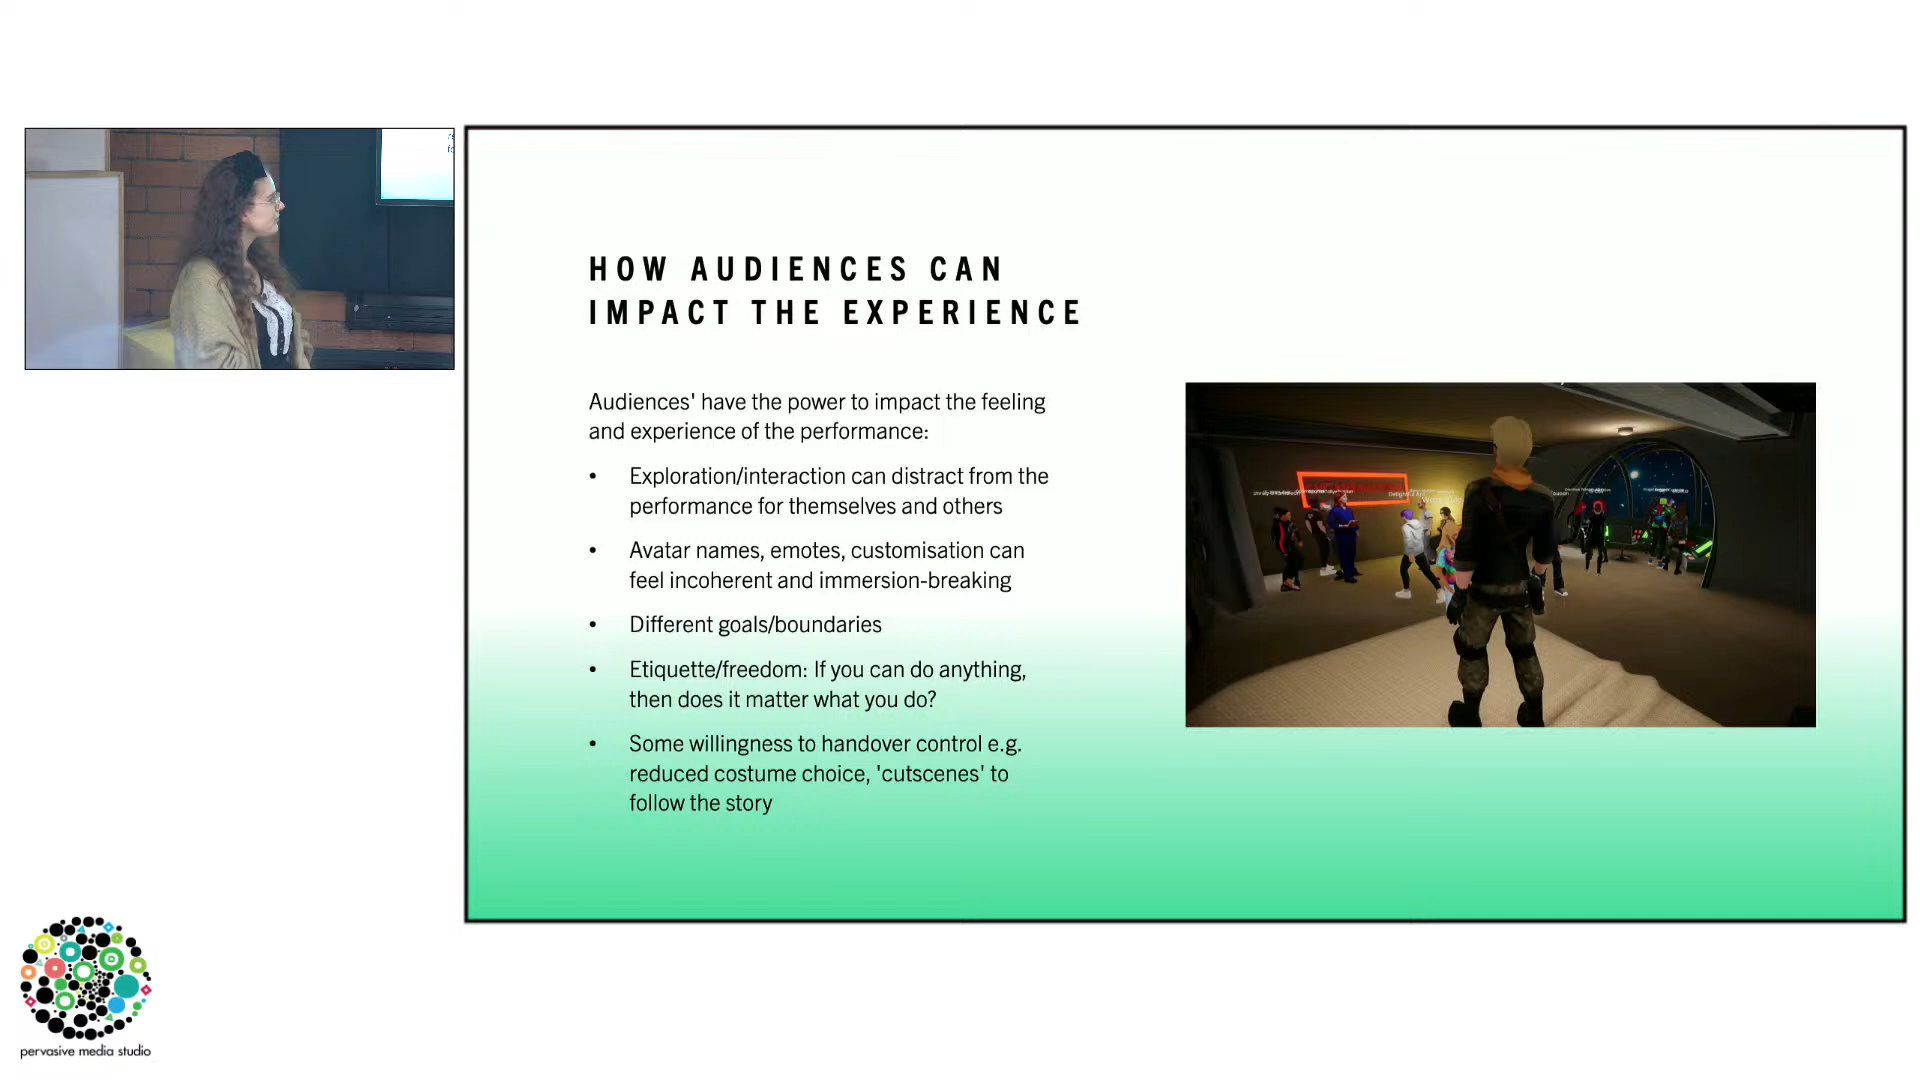 HOW AUDIENCES CAN
IMPACT THE EXPERIENCE
Audiences' have the power to impact the feeling
and experience of the performance:
• Exploration/interaction can distract from the
performance for themselves and others
• Avatar names, emotes, customisation can
feel incoherent and immersion-breaking
• Different goals/boundaries
• Etiquette/freedom: If you can do anything,
then does it matter what you do?
• Some willingness to handover control e.g.
reduced costume choice, 'cutscenes' to
follow the story
pervasive media studio